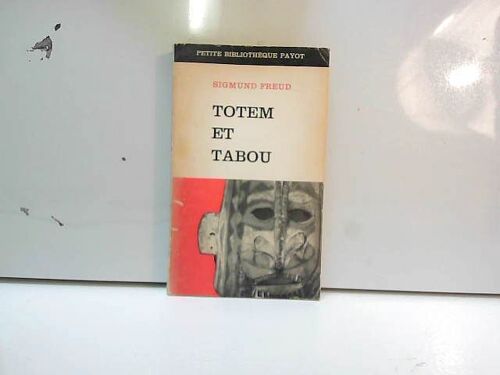 PETITE BIBLIOTHÈQUE PAYOT
SIGMUND FREUD
TOTEM
ET
TABOU